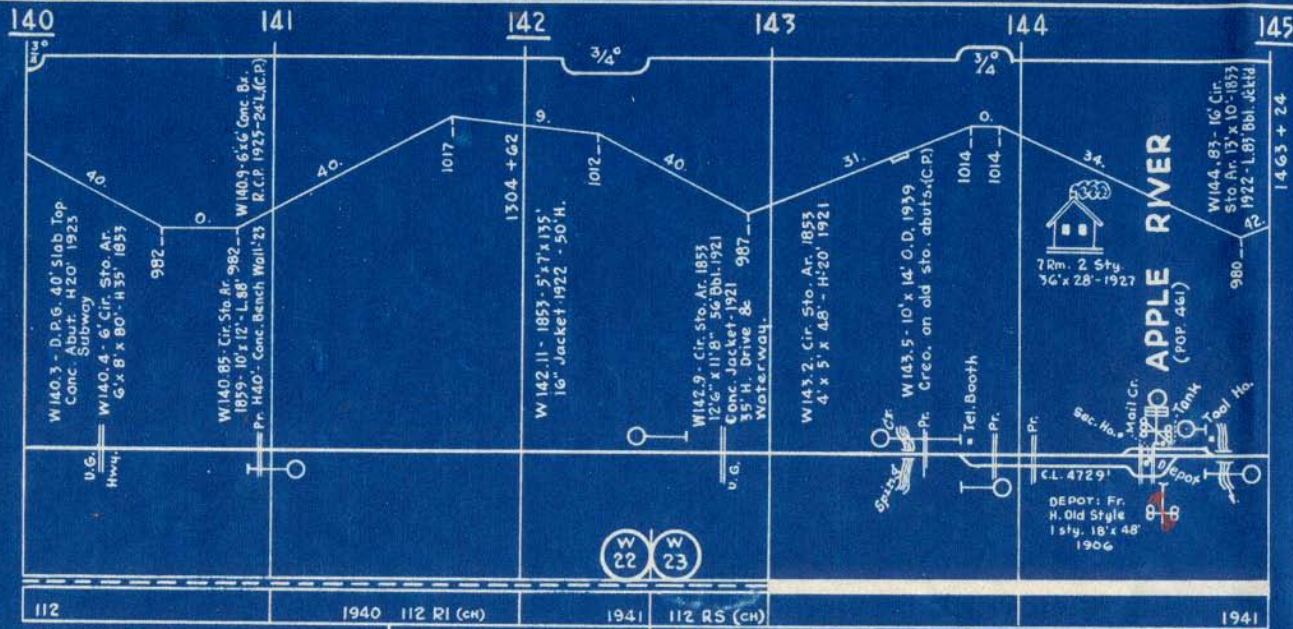 140 141 142 143 144 145
3/4° 3/4°
40. 0. 40. 9. 40. 31. 0. 34. 42.
982 982 1017 1012 987 1014 1014 980
1304 + 62
1463 + 24
W140.3 - D.P.G. 40' Slab Top
Conc. Abut. H20' 1923
Subway
W140.4 - 6' Cir. Sto. Ar.
6' x 8' x 80' H35' 1853
W140.85 - Cir. Sto. Ar.
1859 - 10' x 12' - L.88'
Pr. H40' - Conc. Bench Wall - '23
W140.9 - 6'x6' Conc. Bx.
R.C.P. 1925-24'L.(C.P.)
W142.11 - 1853 - 5'x7'x135'
16" Jacket 1922 - 50'H.
W142.9 - Cir. Sto. Ar. 1853
12'6" x 11'8" 56 Bbl. 1921
Conc. Jacket - 1921
35' H. Drive &
Waterway.
W143.2. Cir. Sto. Ar. 1853
4' x 5' x 48' - H-20' 1921
W143.5 - 10' x 14' O.D. 1939
Creo. on old sto. abuts. (C.P.)
7 Rm. 2 Sty.
36' x 28' - 1927
APPLE RIVER
(POP. 461)
W144.83 - 16' Cir.
Sto Ar. 13' x 10' - 1853
1922 - L.83 Bbl. Jcktd
U.G.
Hwy.
U.G.
Spring Cr.
Pr.
Tel. Booth
Pr.
Pr.
Sec. Ho.
Mail Cr.
Tank
Tool Ho.
C.L. 4729'
Depot
DEPOT: Fr.
H. Old Style
1 sty. 18' x 48'
1906
W
22
W
23
112 1940 112 RI (CH) 1941 112 RS (CH) 1941